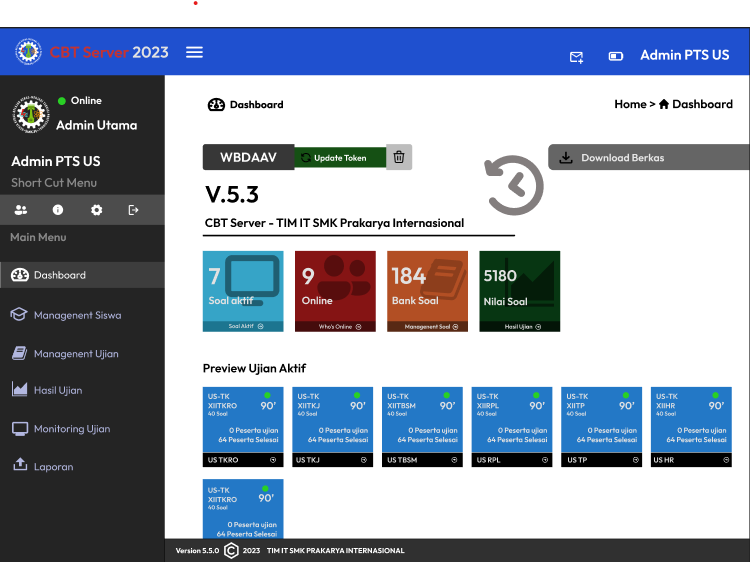 CBT Server 2023
Admin PTS US
Online
Admin Utama
Admin PTS US
Short Cut Menu
Main Menu
Dashboard
Managenent Siswa
Managenent Ujian
Hasil Ujian
Monitoring Ujian
Laporan
Dashboard
Home > Dashboard
WBDAAV
Update Token
Download Berkas
V.5.3
CBT Server - TIM IT SMK Prakarya Internasional
7
Soal aktif
Soal Aktif
9
Online
Who's Online
184
Bank Soal
Managenent Soal
5180
Nilai Soal
Hasil Ujian
Preview Ujian Aktif
US-TK
XIITKRO 90'
40 Soal
0 Peserta ujian
64 Peserta Selesai
US TKRO
US-TK
XIITKJ 90'
40 Soal
0 Peserta ujian
64 Peserta Selesai
US TKJ
US-TK
XIITBSM 90'
40 Soal
0 Peserta ujian
64 Peserta Selesai
US TBSM
US-TK
XIIRPL 90'
40 Soal
0 Peserta ujian
64 Peserta Selesai
US RPL
US-TK
XIITP 90'
40 Soal
0 Peserta ujian
64 Peserta Selesai
US TP
US-TK
XIIHR 90'
40 Soal
0 Peserta ujian
64 Peserta Selesai
US HR
US-TK
XIITKRO 90'
40 Soal
0 Peserta ujian
64 Peserta Selesai
Version 5.5.0 © 2023 TIM IT SMK PRAKARYA INTERNASIONAL